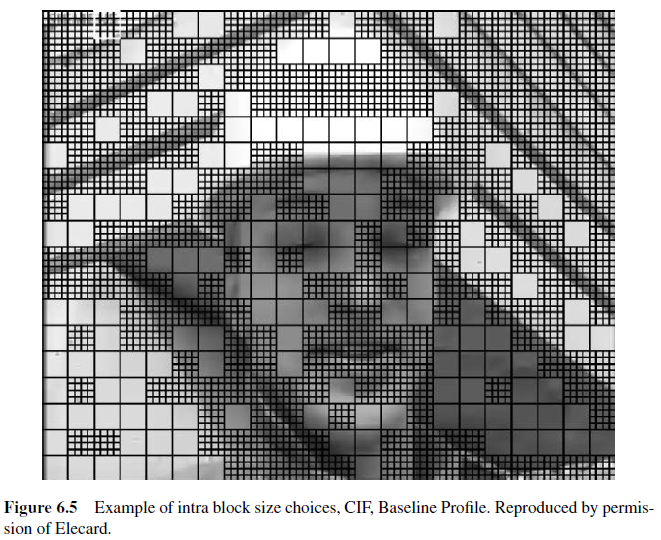 Figure 6.5 Example of intra block size choices, CIF, Baseline Profile. Reproduced by permis-
sion of Elecard.